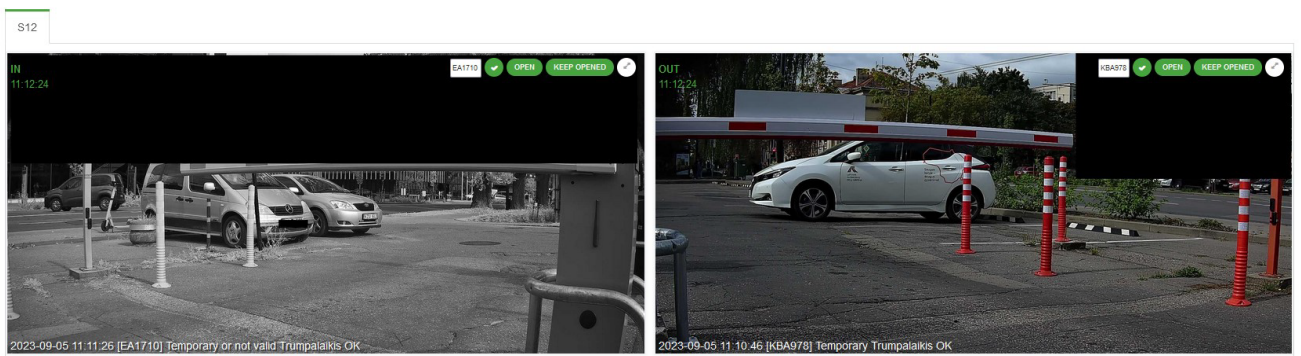 S12
IN
EA1710 OPEN KEEP OPENED
11:12:24
2023-09-05 11:11:26 [EA1710] Temporary or not valid Trumpalaikis OK
OUT
KBA978 OPEN KEEP OPENED
11:12:24
2023-09-05 11:10:46 [KBA978] Temporary Trumpalaikis OK